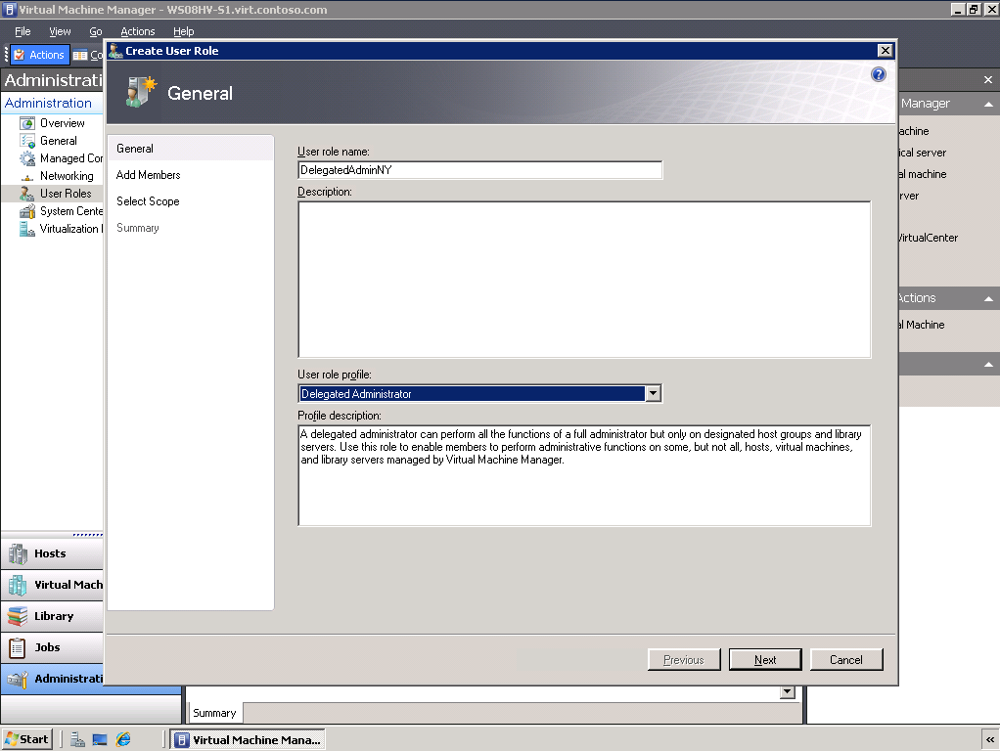 Virtual Machine Manager - WS08HV-S1.virt.contoso.com
File View Go Actions Help
Actions
Create User Role
General
Administrati
Administration
Overview
General
Managed Cor
Networking
User Roles
System Cente
Virtualization
Hosts
Virtual Mach
Library
Jobs
Administrati
General
Add Members
Select Scope
Summary
User role name:
DelegatedAdminNY
Description:
User role profile:
Delegated Administrator
Profile description:
A delegated administrator can perform all the functions of a full administrator but only on designated host groups and library
servers. Use this role to enable members to perform administrative functions on some, but not all, hosts, virtual machines,
and library servers managed by Virtual Machine Manager.
Previous Next Cancel
Manager
achine
ical server
al machine
rver
VirtualCenter
Actions
al Machine
Summary
Start
Virtual Machine Mana...